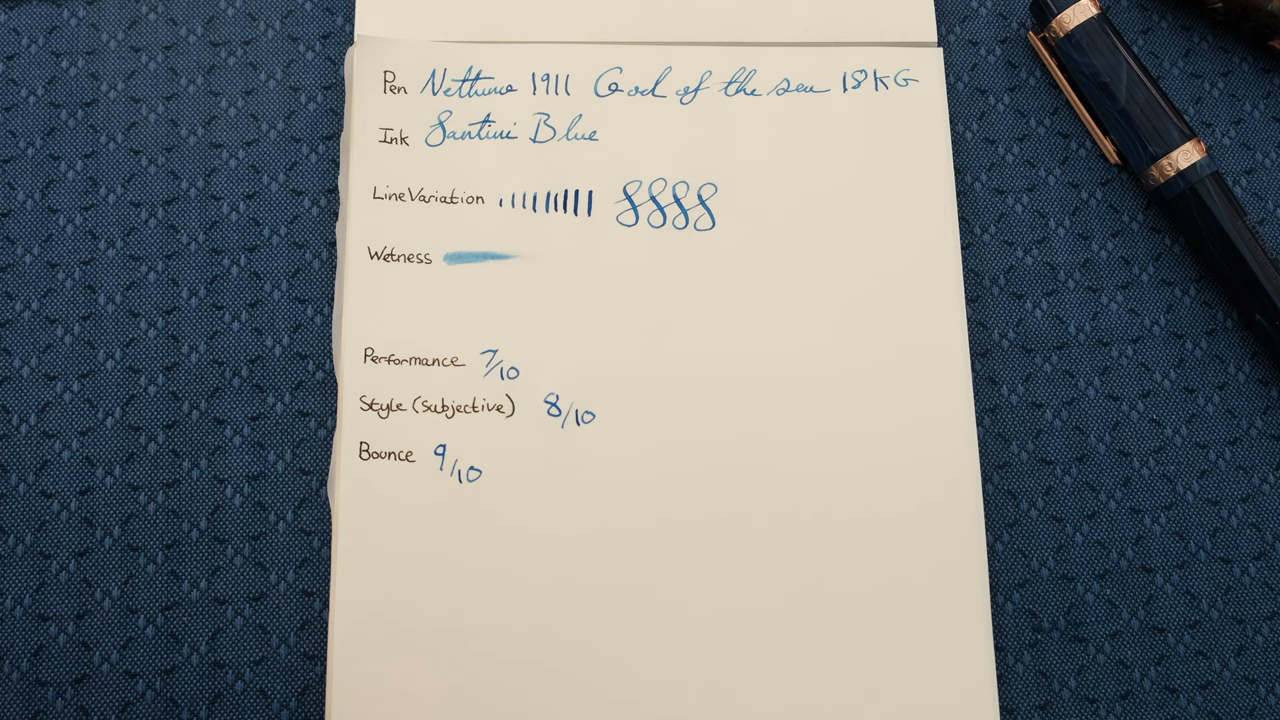 Pen Nettuno 1911 God of the sea 18KG
Ink Santini Blue
Line Variation
Wetness
Performance 7/10
Style (subjective) 8/10
Bounce 9/10